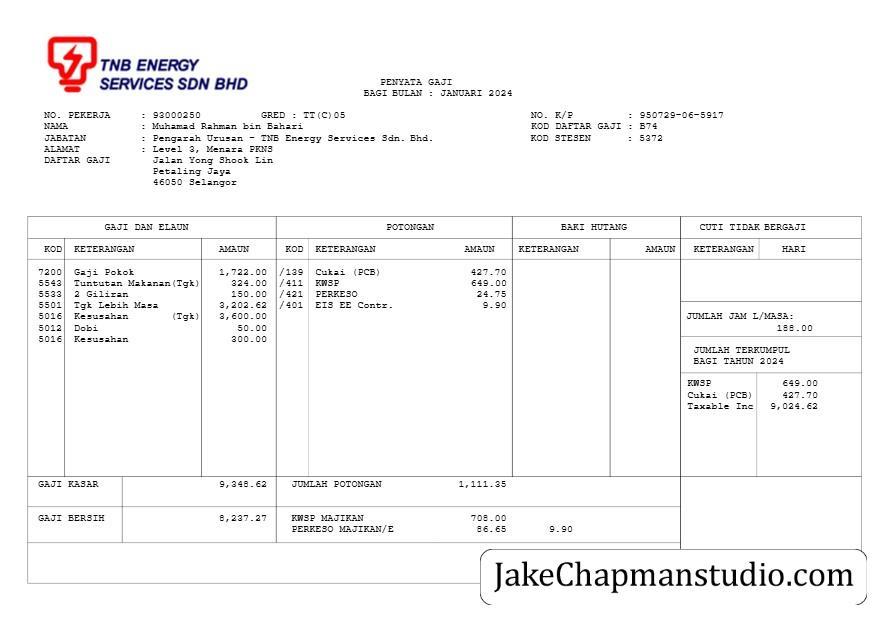 TNB ENERGY
SERVICES SDN BHD
PENYATA GAJI
BAGI BULAN : JANUARI 2024
NO. PEKERJA : 93000250 GRED : TT(C)05 NO. K/P : 950729-06-5917
NAMA : Muhamad Rahman bin Bahari KOD DAFTAR GAJI : B74
JABATAN : Pengarah Urusan - TNB Energy Services Sdn. Bhd. KOD STESEN : 5372
ALAMAT : Level 3, Menara PKNS
DAFTAR GAJI Jalan Yong Shook Lin
Petaling Jaya
46050 Selangor
GAJI DAN ELAUN POTONGAN BAKI HUTANG CUTI TIDAK BERGAJI
KOD KETERANGAN AMAUN KOD KETERANGAN AMAUN KETERANGAN AMAUN KETERANGAN HARI
7200 Gaji Pokok 1,722.00 /139 Cukai (PCB) 427.70
5543 Tuntutan Makanan(Tgk) 324.00 /411 KWSP 649.00
5533 2 Giliran 150.00 /421 PERKESO 24.75
5501 Tgk Lebih Masa 3,202.62 /401 EIS EE Contr. 9.90
5016 Kesusahan (Tgk) 3,600.00
5012 Dobi 50.00
5016 Kesusahan 300.00
JUMLAH JAM L/MASA:
188.00
JUMLAH TERKUMPUL
BAGI TAHUN 2024
KWSP 649.00
Cukai (PCB) 427.70
Taxable Inc 9,024.62
GAJI KASAR 9,348.62 JUMLAH POTONGAN 1,111.35
GAJI BERSIH 8,237.27 KWSP MAJIKAN 708.00
PERKESO MAJIKAN/E 86.65 9.90
JakeChapmanstudio.com